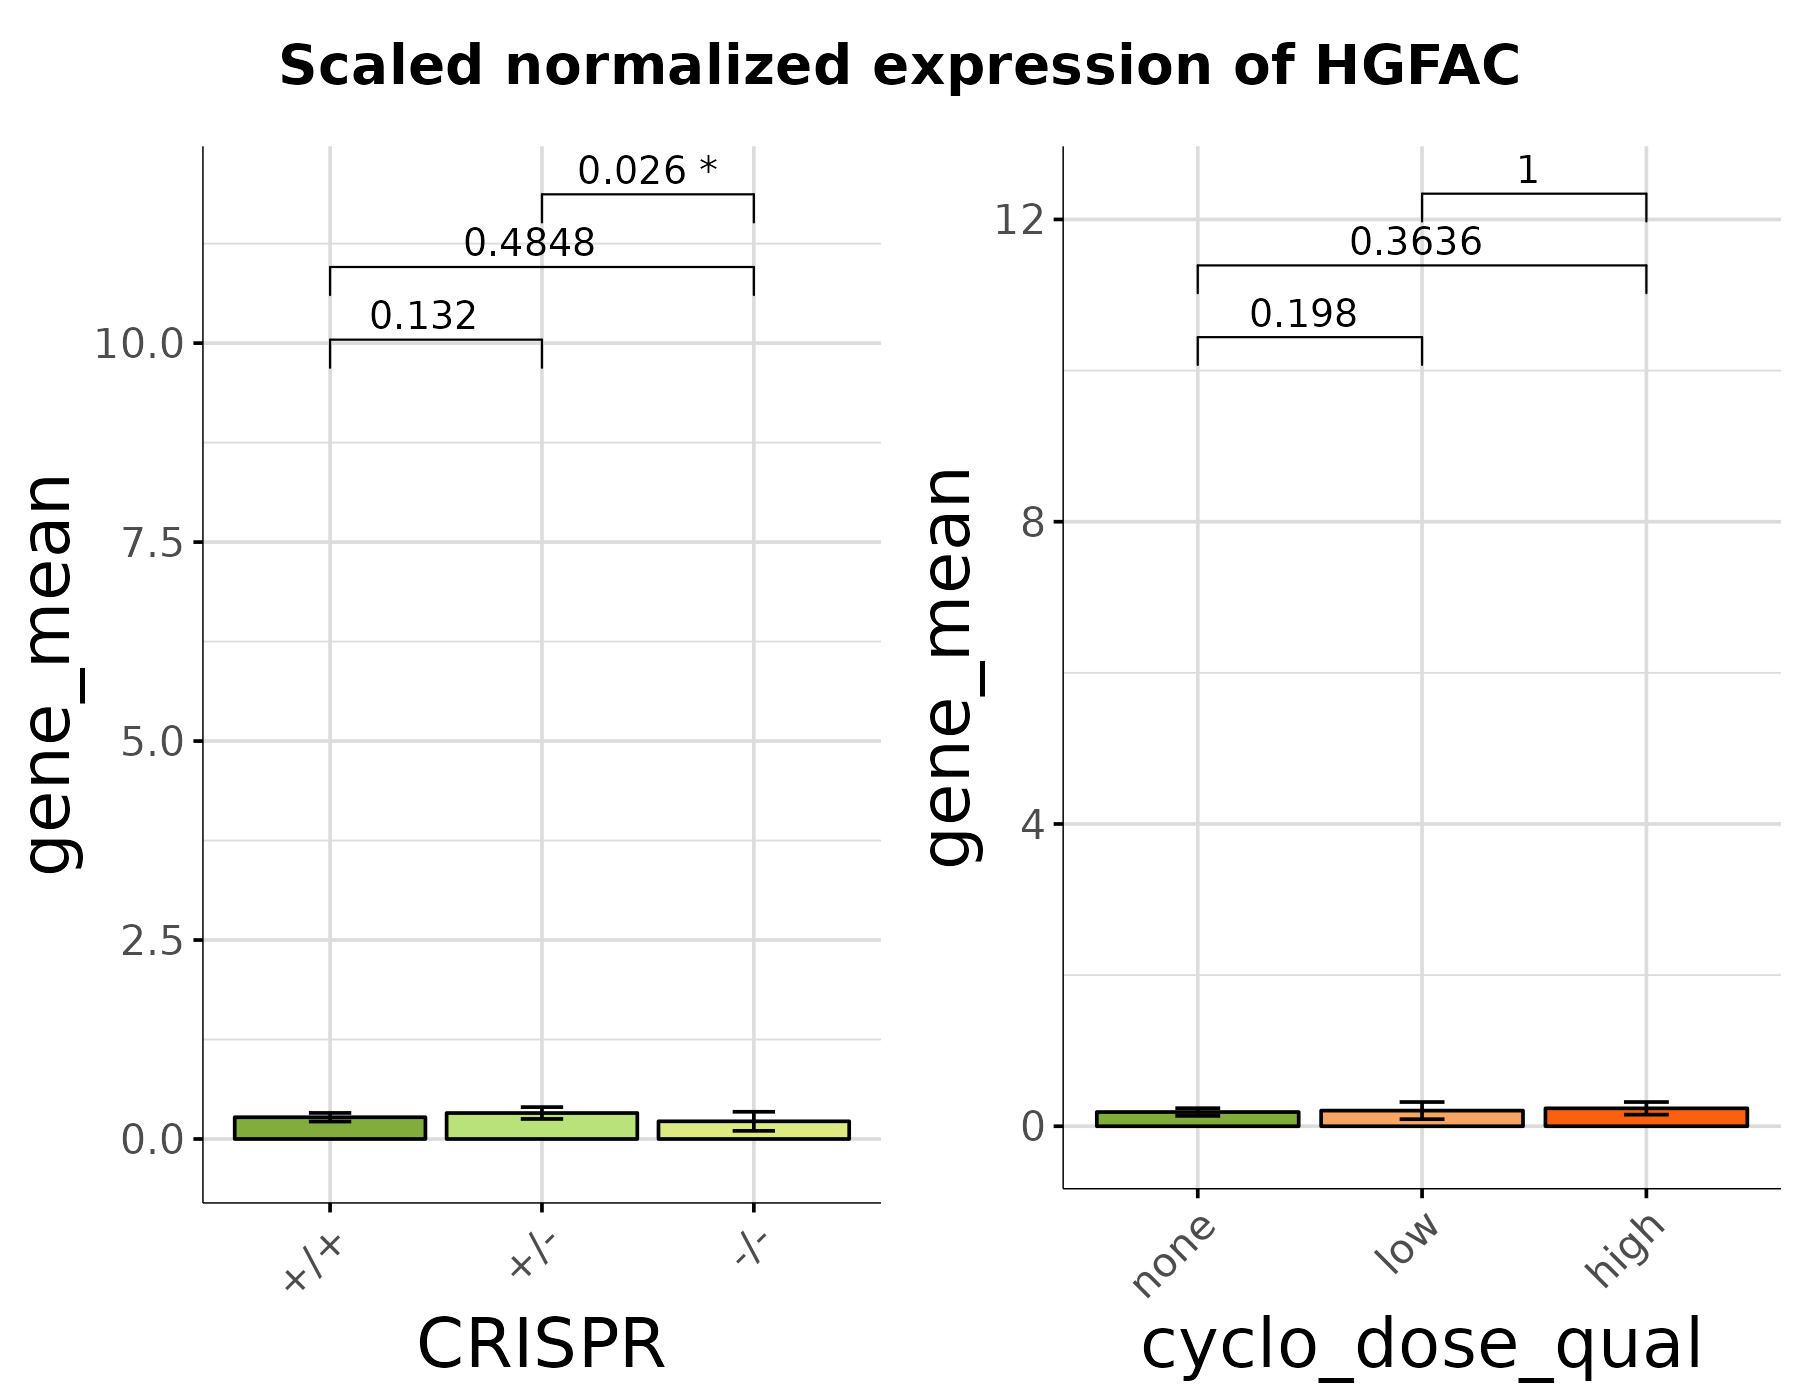 Scaled normalized expression of HGFAC
gene_mean
10.0
7.5
5.0
2.5
0.0
0.026 *
0.4848
0.132
+/+
+/-
-/-
CRISPR
gene_mean
12
8
4
0
1
0.3636
0.198
none
low
high
cyclo_dose_qual